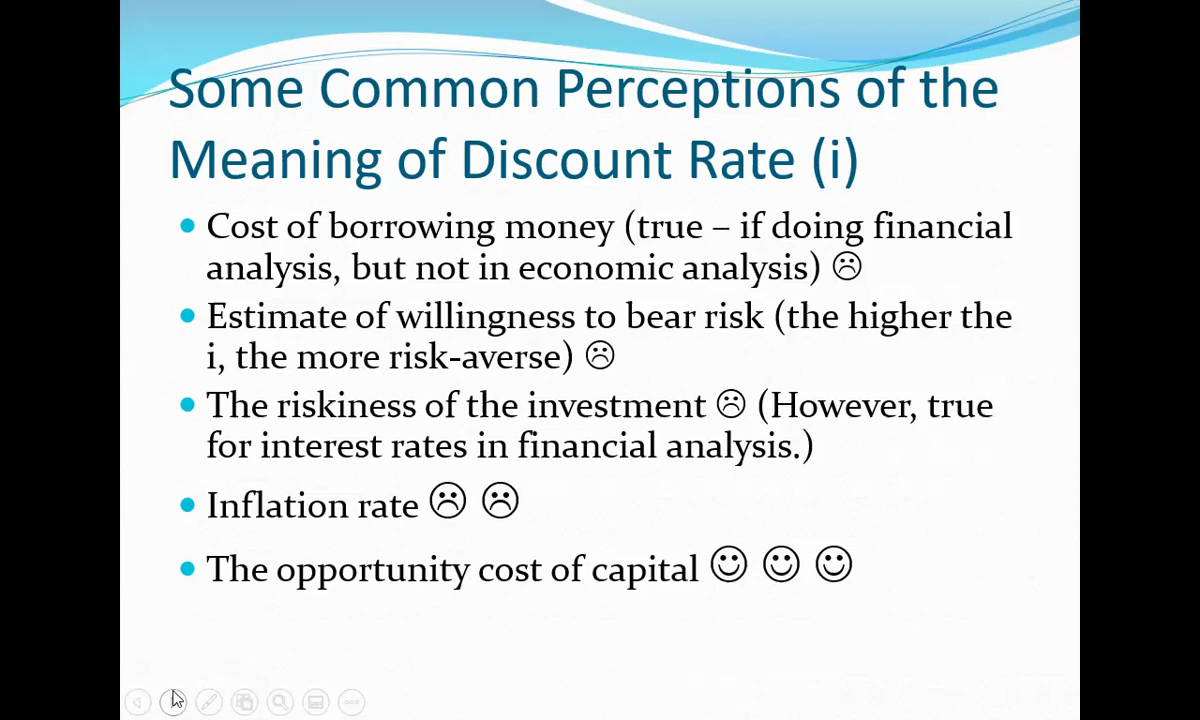 Some Common Perceptions of the
Meaning of Discount Rate (i)
• Cost of borrowing money (true – if doing financial
analysis, but not in economic analysis) ☹
• Estimate of willingness to bear risk (the higher the
i, the more risk-averse) ☹
• The riskiness of the investment ☹ (However, true
for interest rates in financial analysis.)
• Inflation rate ☹ ☹
• The opportunity cost of capital ☺ ☺ ☺